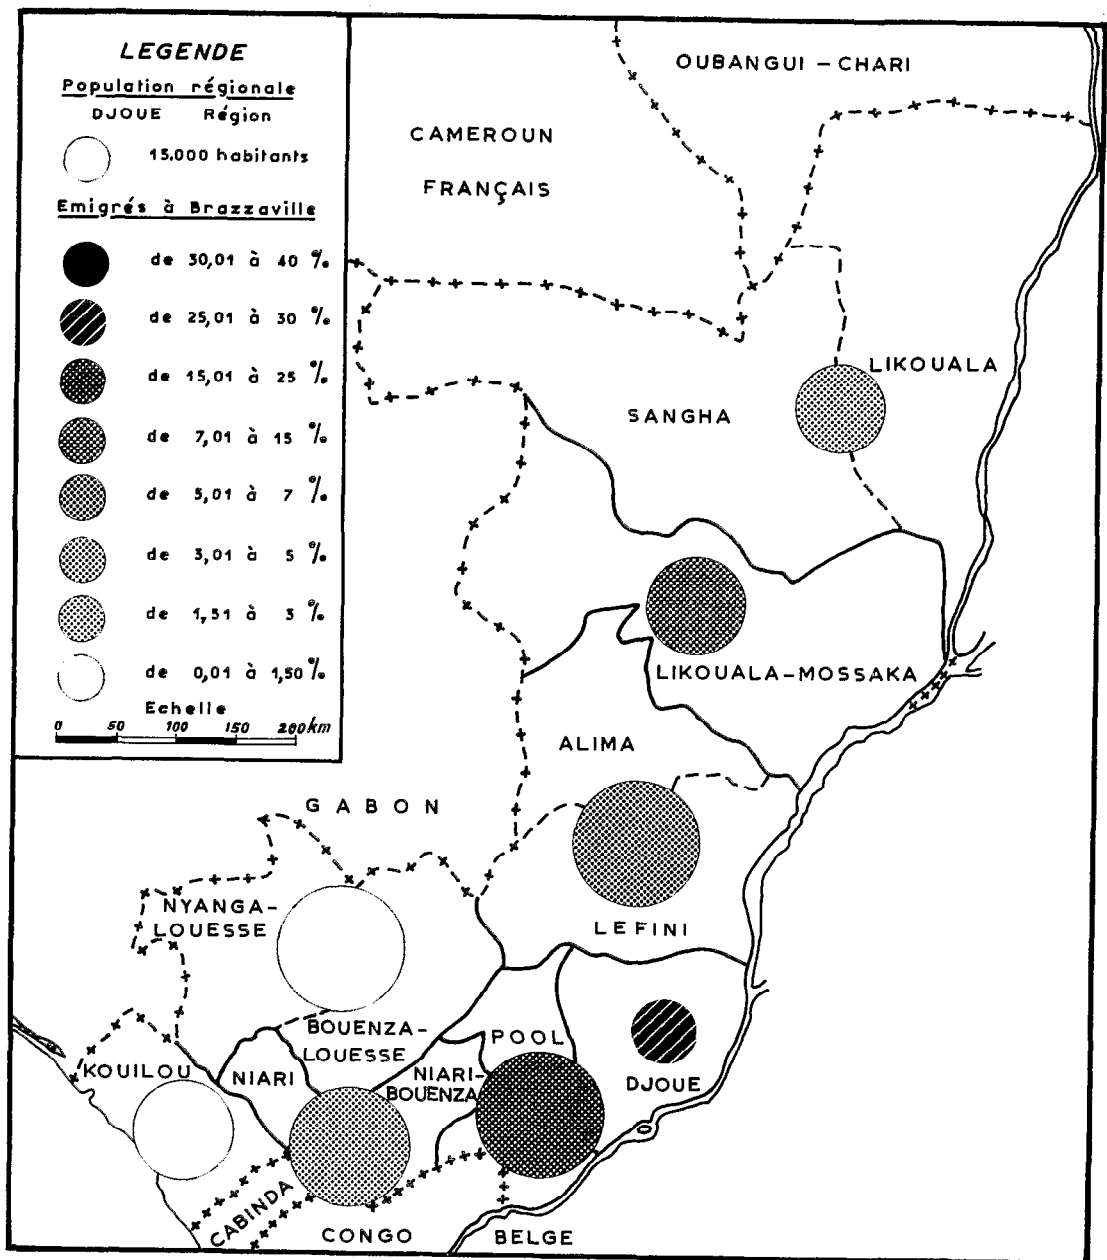 LEGENDE
Population régionale
DJOUE Région
15.000 habitants
Emigrés à Brazzaville
de 30,01 à 40 %
de 25,01 à 30 %
de 15,01 à 25 %
de 7,01 à 15 %
de 5,01 à 7 %
de 3,01 à 5 %
de 1,51 à 3 %
de 0,01 à 1,50 %
Echelle
0 50 100 150 200 km
OUBANGUI – CHARI
CAMEROUN
FRANÇAIS
LIKOUALA
SANGHA
LIKOUALA-MOSSAKA
ALIMA
GABON
NYANGA-
LOUESSE
LEFINI
BOUENZA-
LOUESSE
POOL
KOUILOU
NIARI
NIARI-
BOUENZA
DJOUE
CABINDA
CONGO BELGE